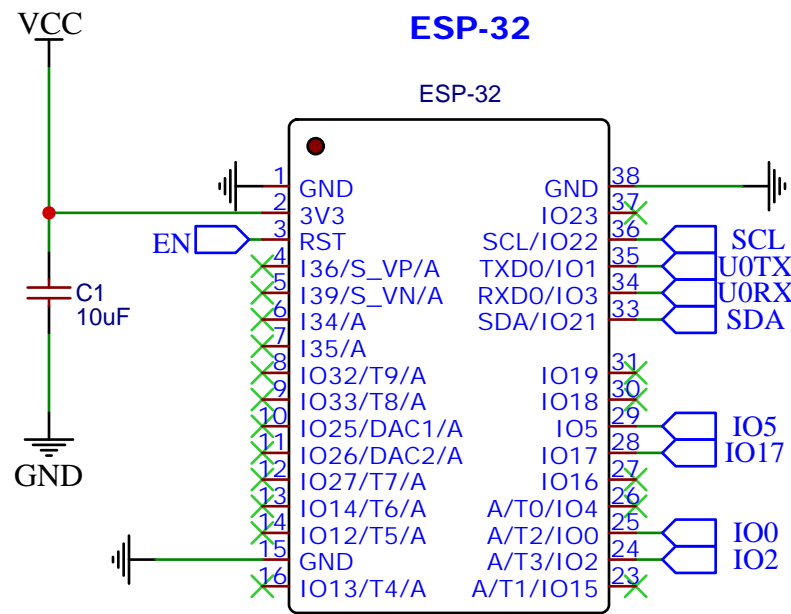 VCC
ESP-32
ESP-32
1 GND GND 38
2 3V3 IO23 37
EN 3 RST SCL/IO22 36 SCL
4 I36/S_VP/A TXD0/IO1 35 U0TX
C1 5 I39/S_VN/A RXD0/IO3 34 U0RX
10uF 6 I34/A SDA/IO21 33 SDA
7 I35/A
8 IO32/T9/A IO19 31
9 IO33/T8/A IO18 30
10 IO25/DAC1/A IO5 29 IO5
11 IO26/DAC2/A IO17 28 IO17
GND 12 IO27/T7/A IO16 27
13 IO14/T6/A A/T0/IO4 26
14 IO12/T5/A A/T2/IO0 25 IO0
15 GND A/T3/IO2 24 IO2
16 IO13/T4/A A/T1/IO15 23